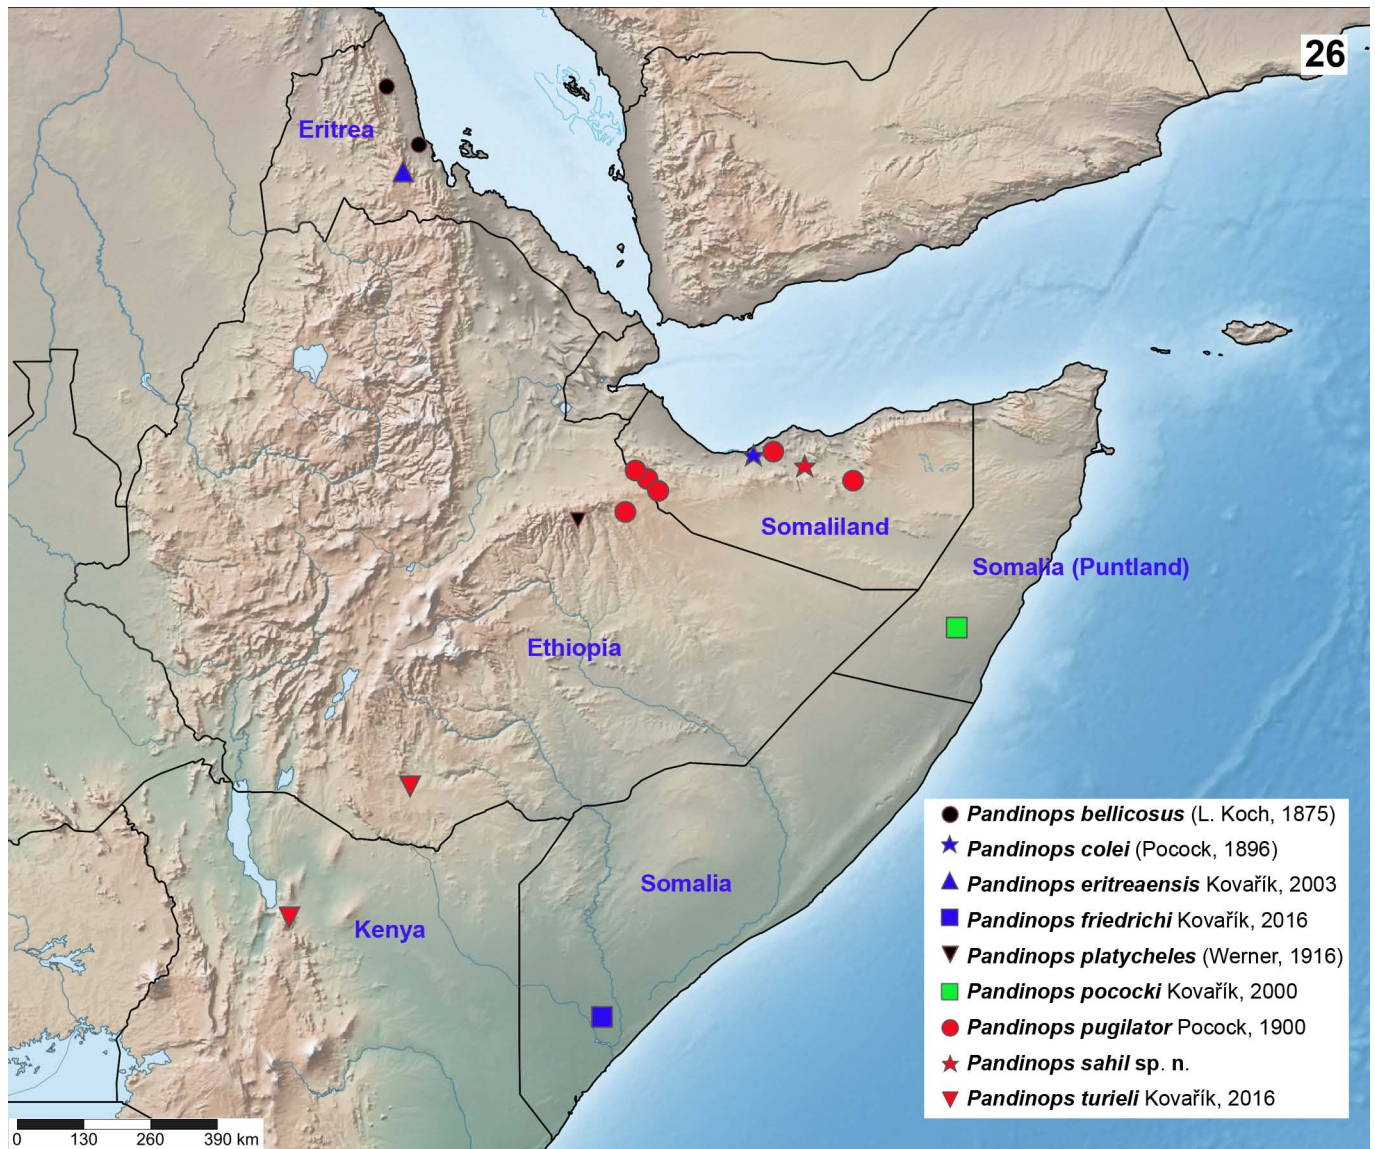 26
Eritrea
Somaliland
Somalia (Puntland)
Ethiopia
Somalia
Kenya
Pandinops bellicosus (L. Koch, 1875)
Pandinops colei (Pocock, 1896)
Pandinops eritreaensis Kovařík, 2003
Pandinops friedrichi Kovařík, 2016
Pandinops platycheles (Werner, 1916)
Pandinops pococki Kovařík, 2000
Pandinops pugilator Pocock, 1900
Pandinops sahil sp. n.
Pandinops turieli Kovařík, 2016
0 130 260 390 km